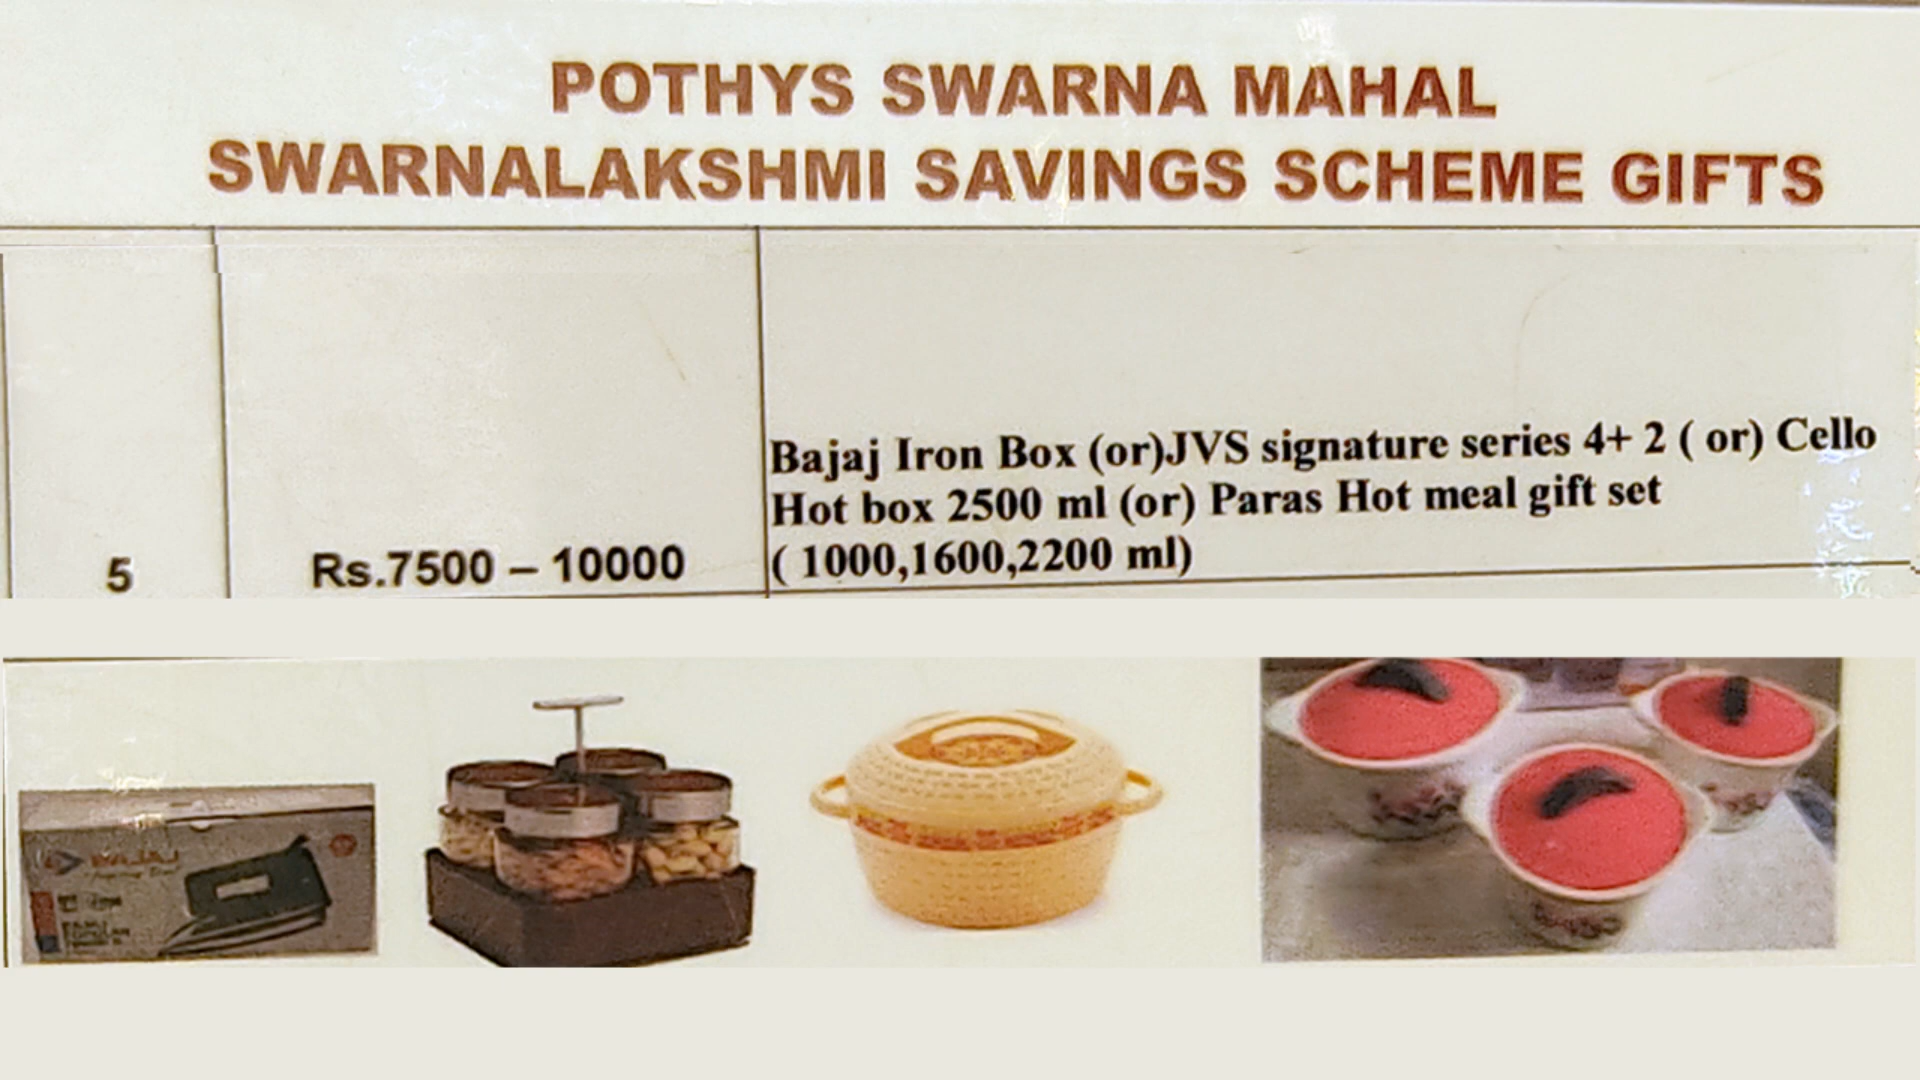 POTHYS SWARNA MAHAL
SWARNALAKSHMI SAVINGS SCHEME GIFTS
5
Rs.7500 – 10000
Bajaj Iron Box (or)JVS signature series 4+ 2 ( or) Cello
Hot box 2500 ml (or) Paras Hot meal gift set
( 1000,1600,2200 ml)
BAJAJ